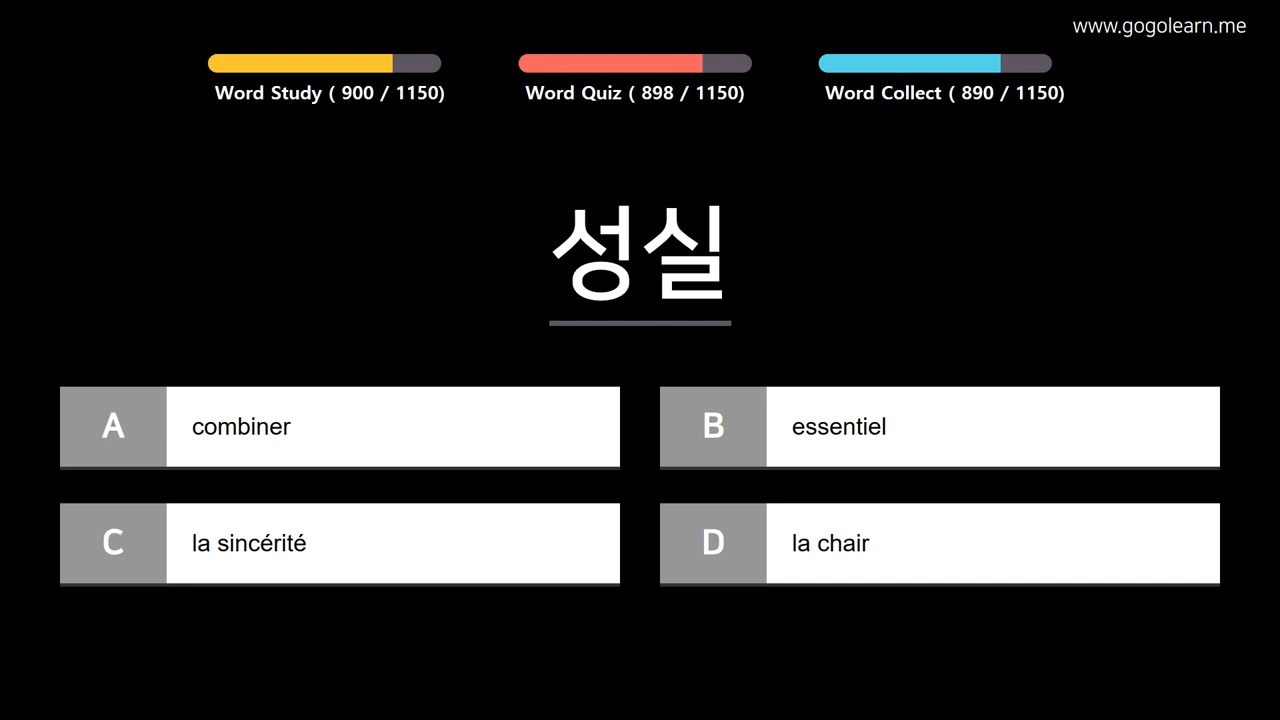 www.gogolearn.me
Word Study ( 900 / 1150)
Word Quiz ( 898 / 1150)
Word Collect ( 890 / 1150)
성실
A combiner
B essentiel
C la sincérité
D la chair